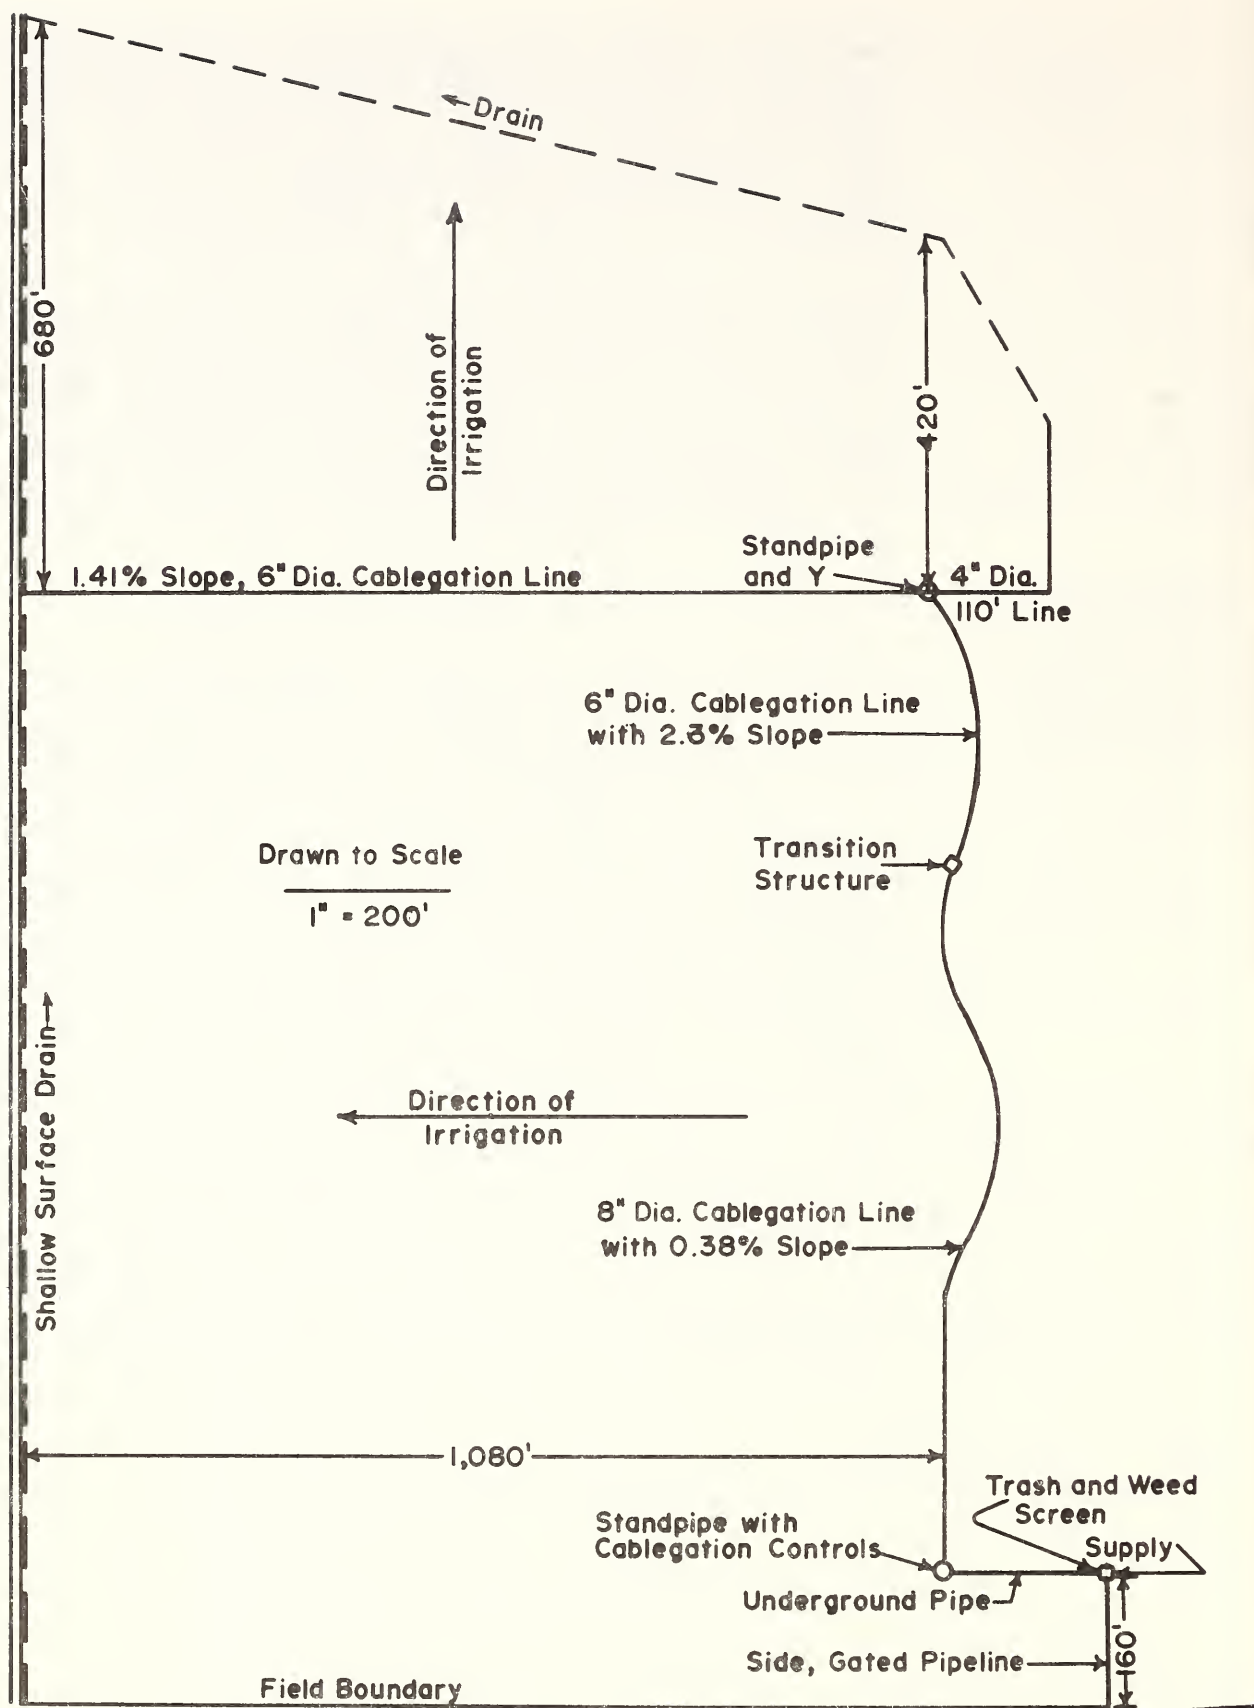 ←Drain
680'
Direction of
Irrigation
420'
Standpipe
and Y
4" Dia.
110' Line
1.41% Slope, 6" Dia. Cablegation Line
6" Dia. Cablegation Line
with 2.3% Slope
Transition
Structure
Drawn to Scale
1" = 200'
Shallow Surface Drain→
Direction of
Irrigation
8" Dia. Cablegation Line
with 0.38% Slope
1,080'
Trash and Weed
Screen
Standpipe with
Cablegation Controls
Supply
Underground Pipe
160'
Side, Gated Pipeline
Field Boundary